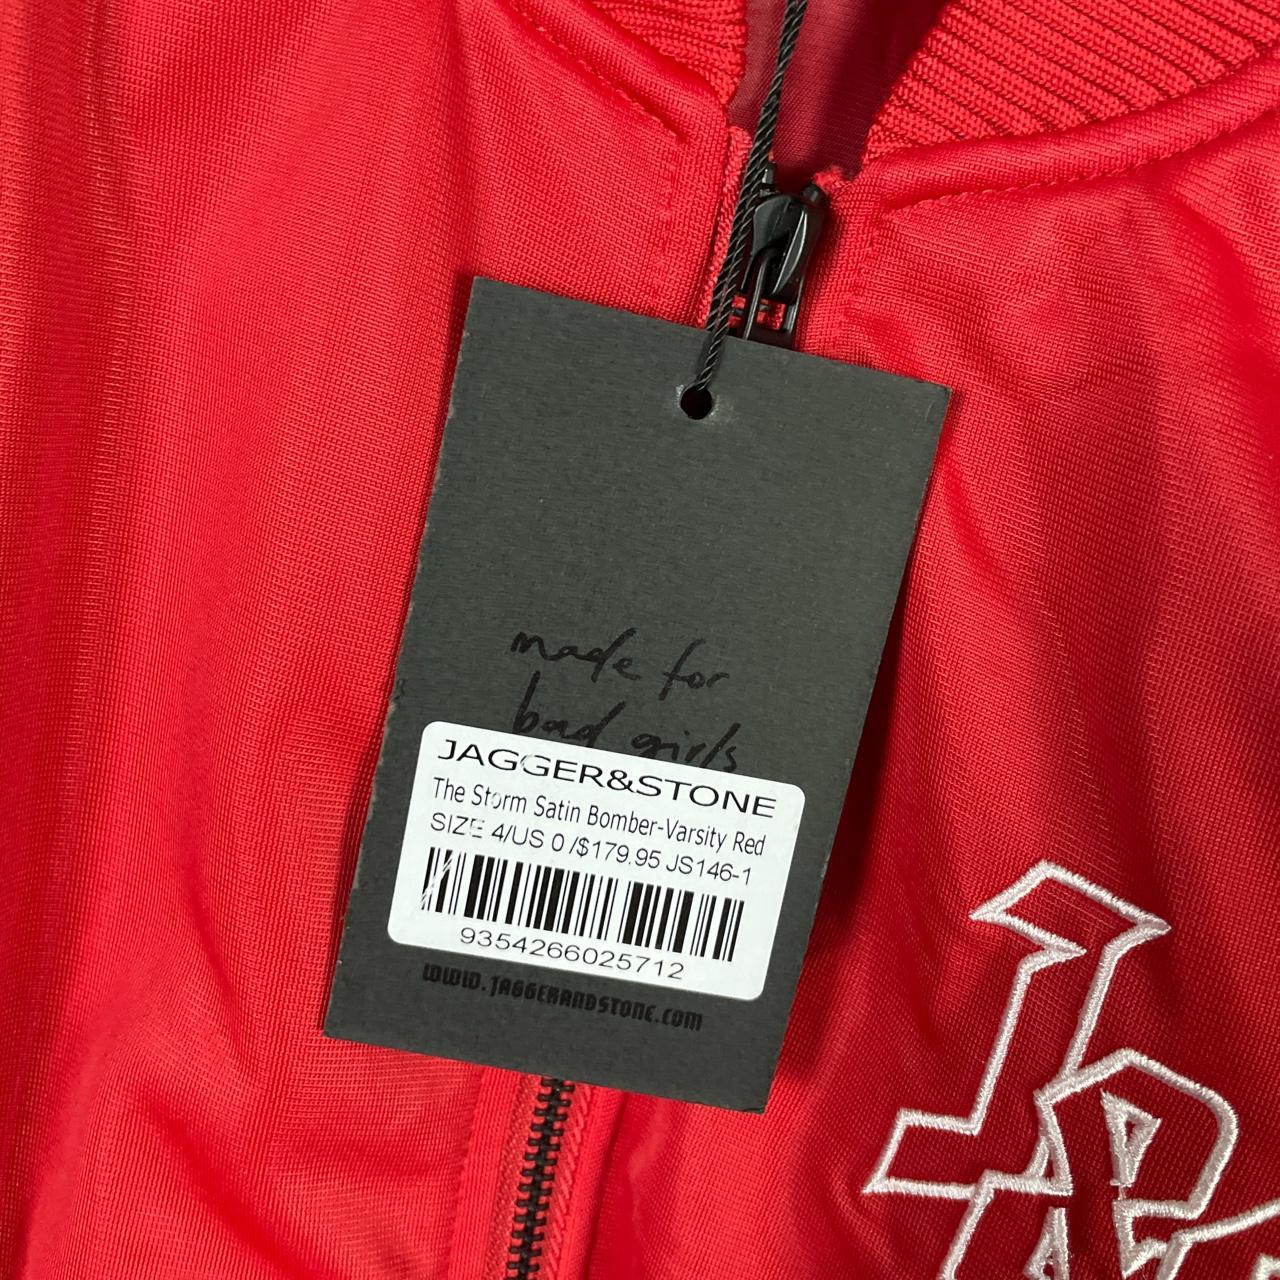 made for
bad girls
JAGGER&STONE
The Storm Satin Bomber-Varsity Red
SIZE 4/US 0 /$179.95 JS146-1
9354266025712
WWW.JAGGERANDSTONE.COM